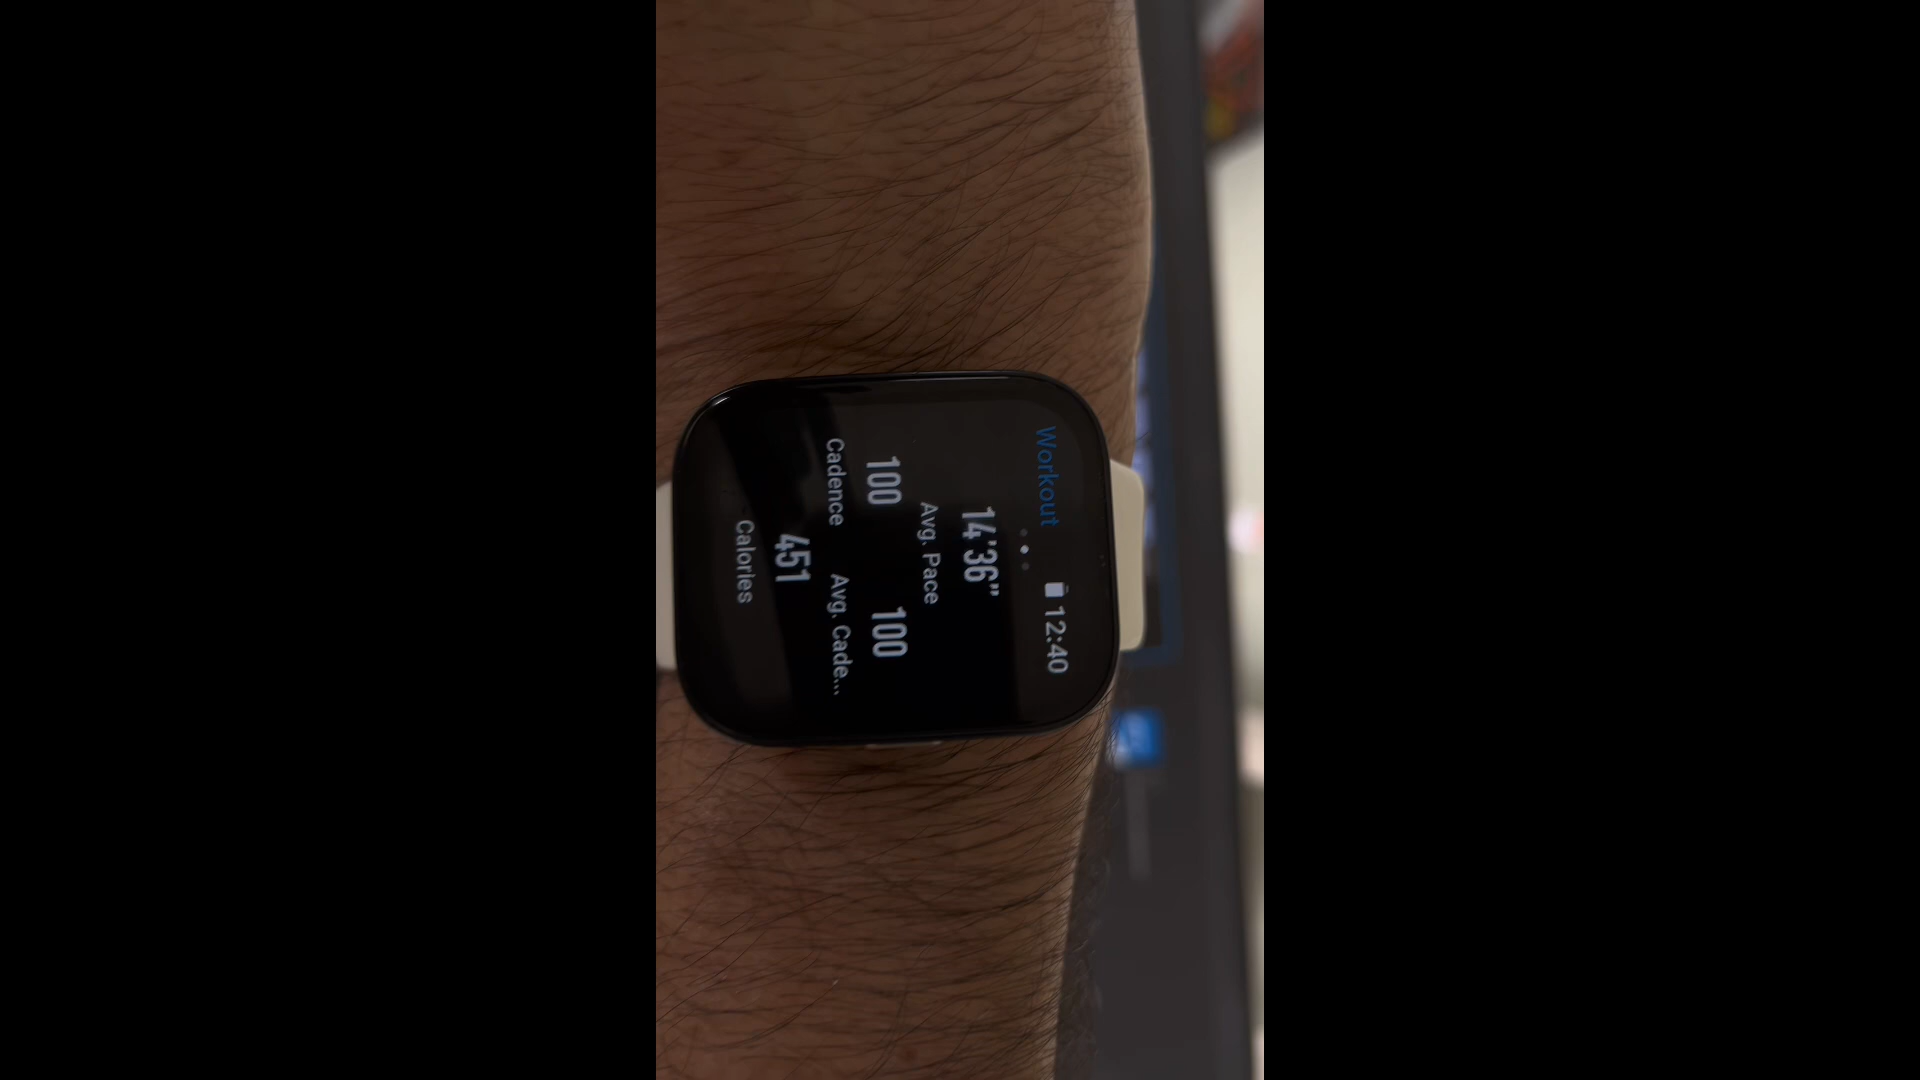 Workout 12:40
14'36"
Avg. Pace
100 100
Cadence Avg. Cade...
451
Calories